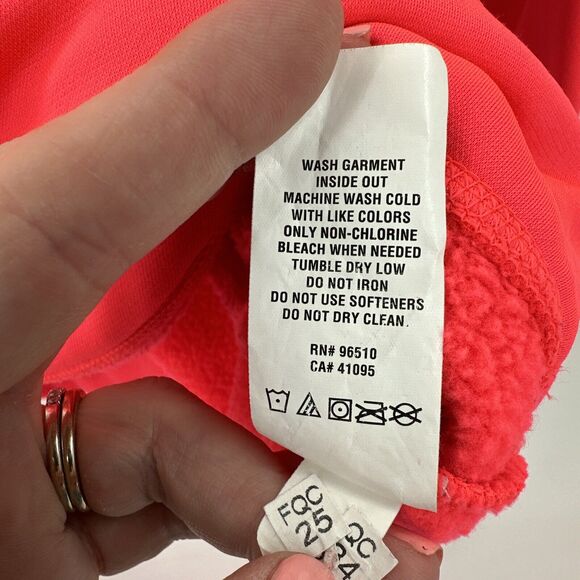 WASH GARMENT
INSIDE OUT
MACHINE WASH COLD
WITH LIKE COLORS
ONLY NON-CHLORINE
BLEACH WHEN NEEDED
TUMBLE DRY LOW
DO NOT IRON
DO NOT USE SOFTENERS
DO NOT DRY CLEAN.
RN# 96510
CA# 41095
FQC
25
QC